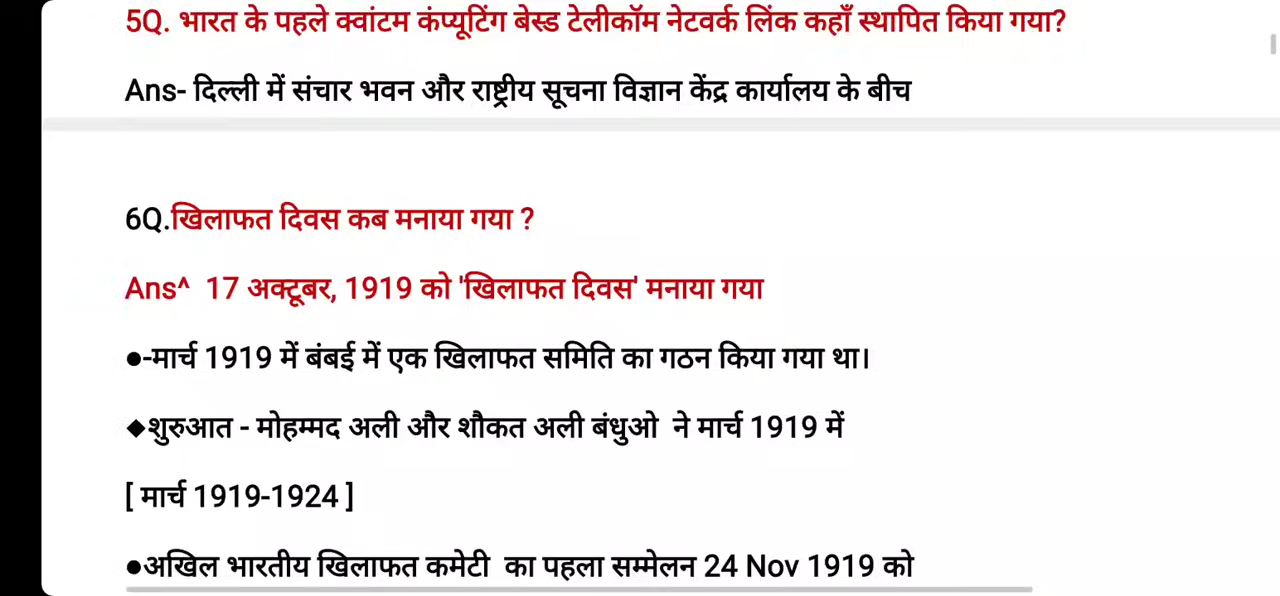 5Q. भारत के पहले क्वांटम कंप्यूटिंग बेस्ड टेलीकॉम नेटवर्क लिंक कहाँ स्थापित किया गया?
Ans- दिल्ली में संचार भवन और राष्ट्रीय सूचना विज्ञान केंद्र कार्यालय के बीच
6Q.खिलाफत दिवस कब मनाया गया ?
Ans^ 17 अक्टूबर, 1919 को 'खिलाफत दिवस' मनाया गया
●-मार्च 1919 में बंबई में एक खिलाफत समिति का गठन किया गया था।
◆शुरुआत - मोहम्मद अली और शौकत अली बंधुओ ने मार्च 1919 में
[ मार्च 1919-1924 ]
●अखिल भारतीय खिलाफत कमेटी का पहला सम्मेलन 24 Nov 1919 को